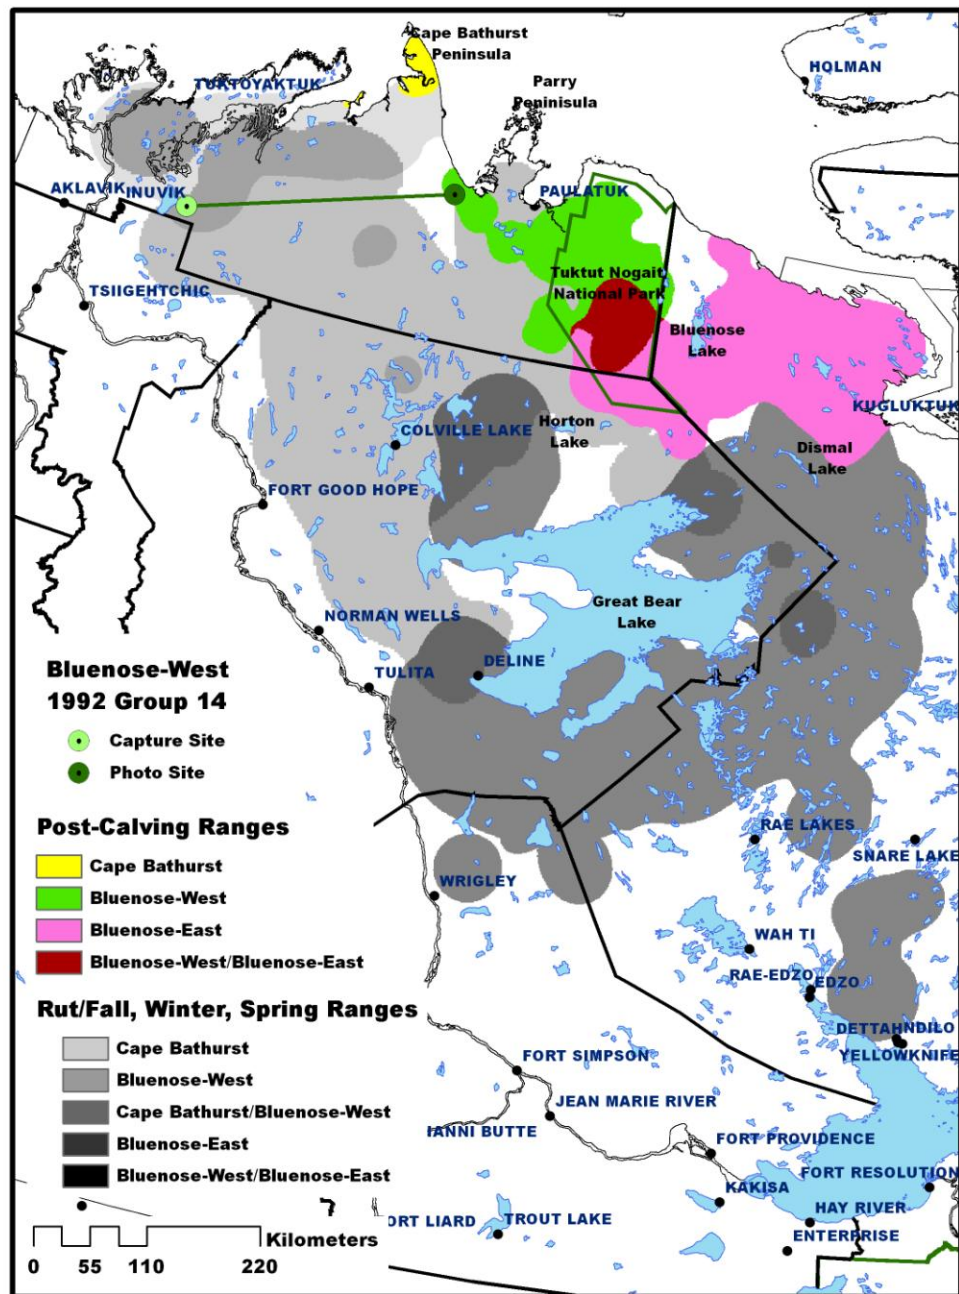 Cape Bathurst
Peninsula
HOLMAN
TUKTOYAKTUK
Parry
Peninisula
AKLAVIK
INUVIK
PAULATUK
TSIIGEHTCHIC
Tuktut Nogait
National Park
Bluenose
Lake
KUGLUKTUK
Horton
Lake
COLVILLE LAKE
Dismal
Lake
FORT GOOD HOPE
Great Bear
Lake
NORMAN WELLS
DELINE
TULITA
Bluenose-West
1992 Group 14
Capture Site
Photo Site
Post-Calving Ranges
Cape Bathurst
Bluenose-West
Bluenose-East
Bluenose-West/Bluenose-East
RAE LAKES
SNARE LAKE
WRIGLEY
WAH TI
RAE-EDZO
EDZO
DETTAH
NDILO
YELLOWKNIFE
Rut/Fall, Winter, Spring Ranges
Cape Bathurst
Bluenose-West
Cape Bathurst/Bluenose-West
Bluenose-East
Bluenose-West/Bluenose-East
FORT SIMPSON
JEAN MARIE RIVER
IANNI BUTTE
FORT PROVIDENCE
FORT RESOLUTION
KAKISA
HAY RIVER
ORT LIARD
TROUT LAKE
ENTERPRISE
Kilometers
0 55 110 220